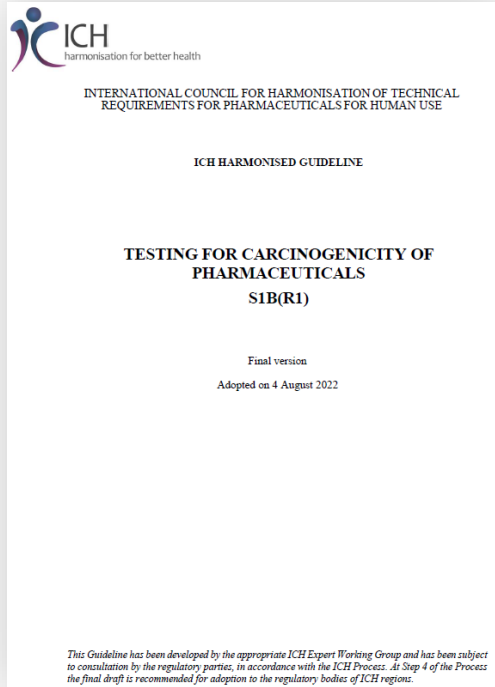 ICH
harmonisation for better health
INTERNATIONAL COUNCIL FOR HARMONISATION OF TECHNICAL
REQUIREMENTS FOR PHARMACEUTICALS FOR HUMAN USE
ICH HARMONISED GUIDELINE
TESTING FOR CARCINOGENICITY OF
PHARMACEUTICALS
S1B(R1)
Final version
Adopted on 4 August 2022
This Guideline has been developed by the appropriate ICH Expert Working Group and has been subject
to consultation by the regulatory parties, in accordance with the ICH Process. At Step 4 of the Process
the final draft is recommended for adoption to the regulatory bodies of ICH regions.